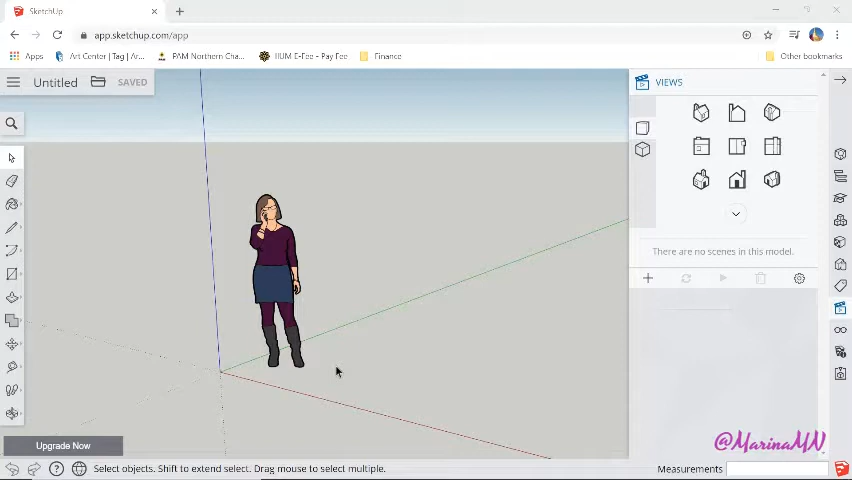 SketchUp
app.sketchup.com/app
Apps
Art Center | Tag | Ar...
PAM Northern Cha...
IIUM E-Fee - Pay Fee
Finance
Other bookmarks
Untitled
SAVED
VIEWS
There are no scenes in this model.
Upgrade Now
@MarinaMN
Select objects. Shift to extend select. Drag mouse to select multiple.
Measurements